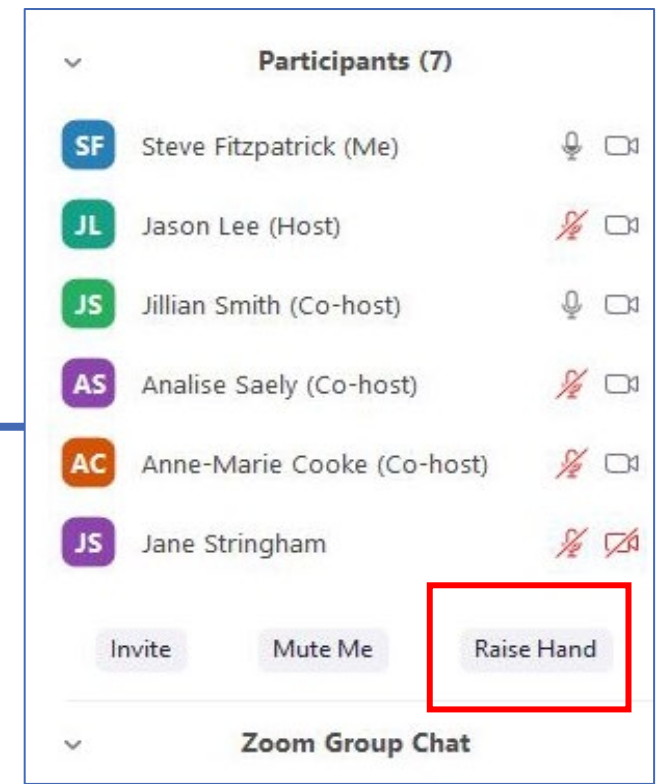 Participants (7)
SF Steve Fitzpatrick (Me)
JL Jason Lee (Host)
JS Jillian Smith (Co-host)
AS Analise Saely (Co-host)
AC Anne-Marie Cooke (Co-host)
JS Jane Stringham
Invite Mute Me Raise Hand
Zoom Group Chat